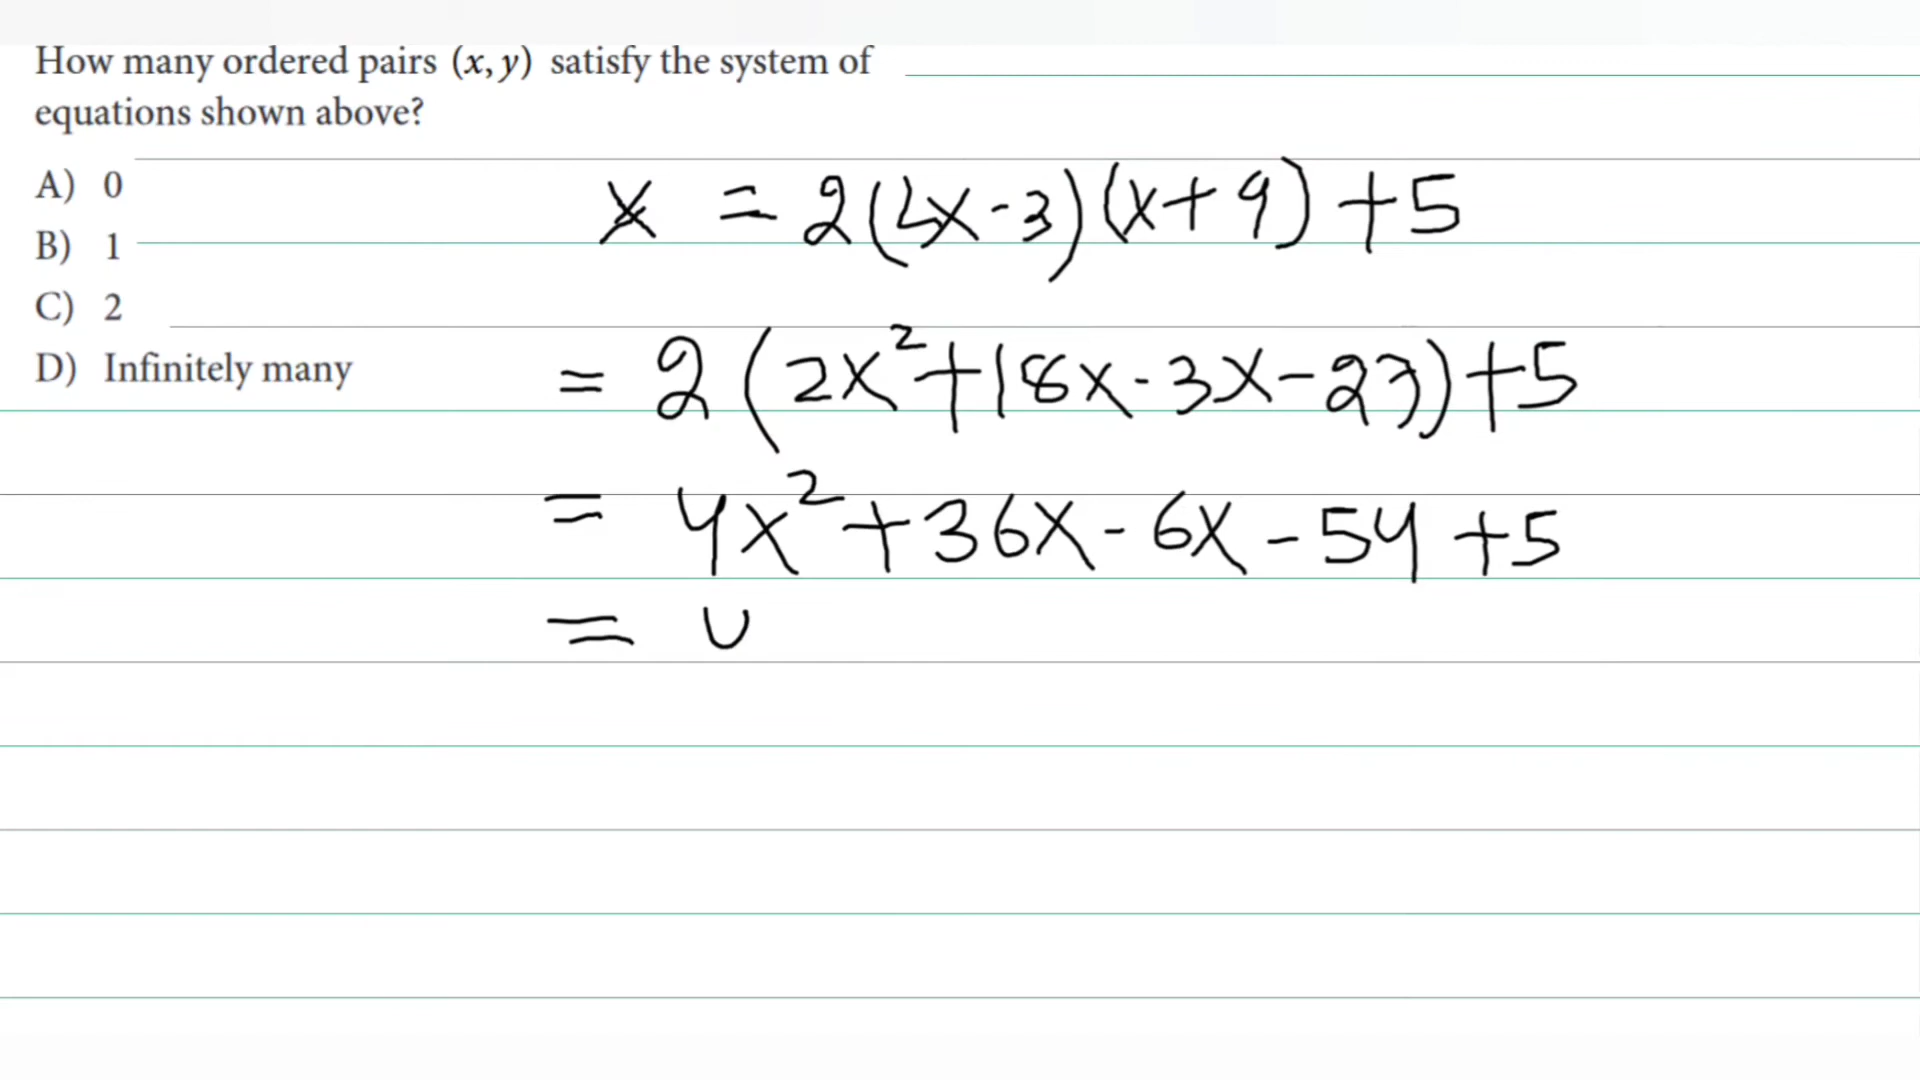 How many ordered pairs (x, y) satisfy the system of
equations shown above?
A) 0
B) 1
C) 2
D) Infinitely many
x = 2(2x-3)(x+9)+5
= 2(2x²+18x-3x-27)+5
= 4x²+36x-6x-54+5
=